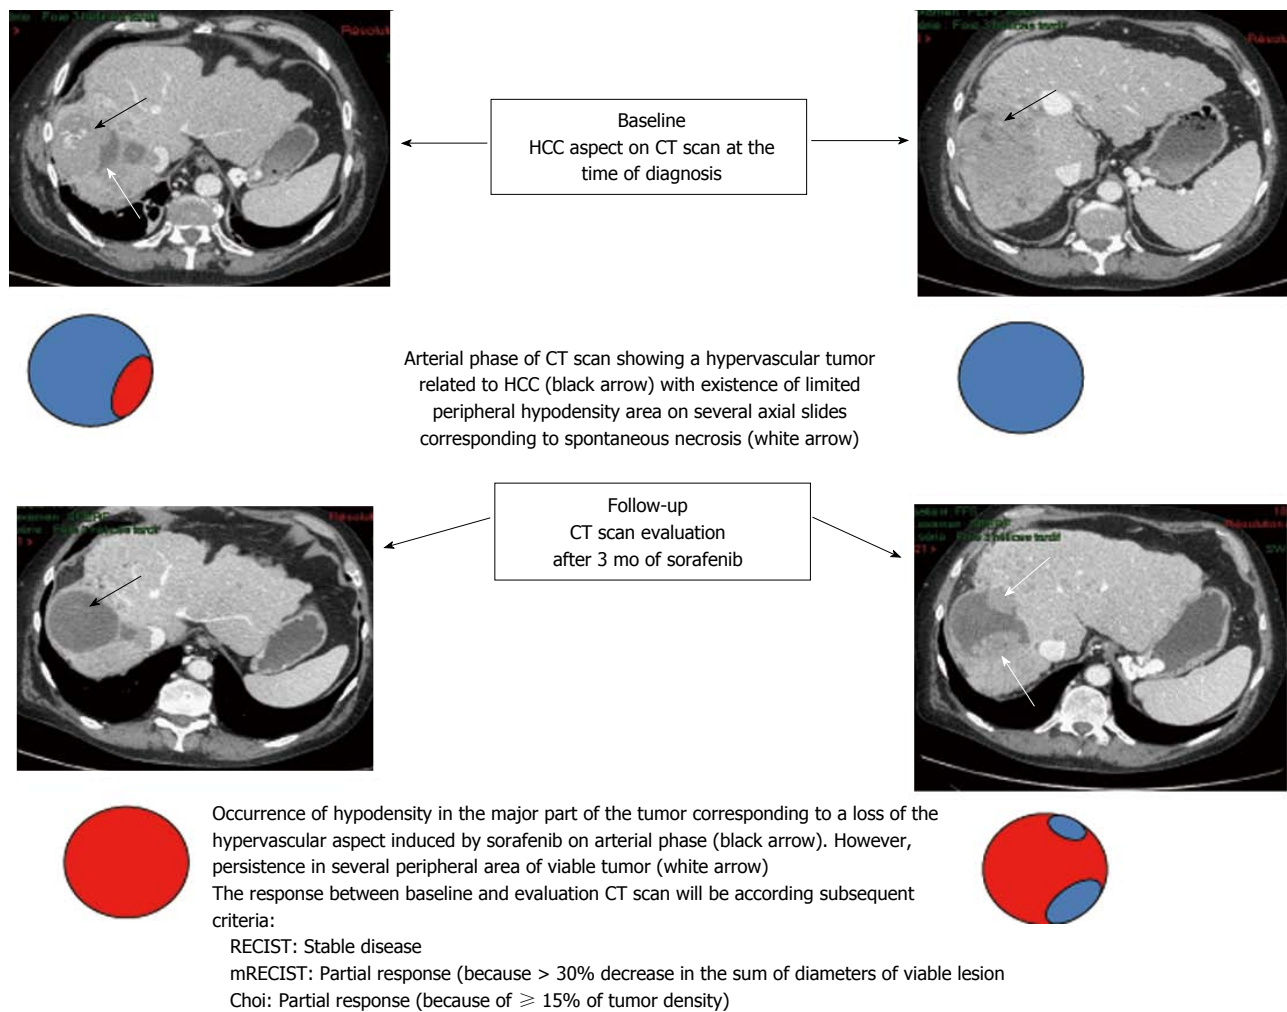 Baseline
HCC aspect on CT scan at the
time of diagnosis
Arterial phase of CT scan showing a hypervascular tumor
related to HCC (black arrow) with existence of limited
peripheral hypodensity area on several axial slides
corresponding to spontaneous necrosis (white arrow)
Follow-up
CT scan evaluation
after 3 mo of sorafenib
Occurrence of hypodensity in the major part of the tumor corresponding to a loss of the
hypervascular aspect induced by sorafenib on arterial phase (black arrow). However,
persistence in several peripheral area of viable tumor (white arrow)
The response between baseline and evaluation CT scan will be according subsequent
criteria:
RECIST: Stable disease
mRECIST: Partial response (because > 30% decrease in the sum of diameters of viable lesion
Choi: Partial response (because of ⩾ 15% of tumor density)